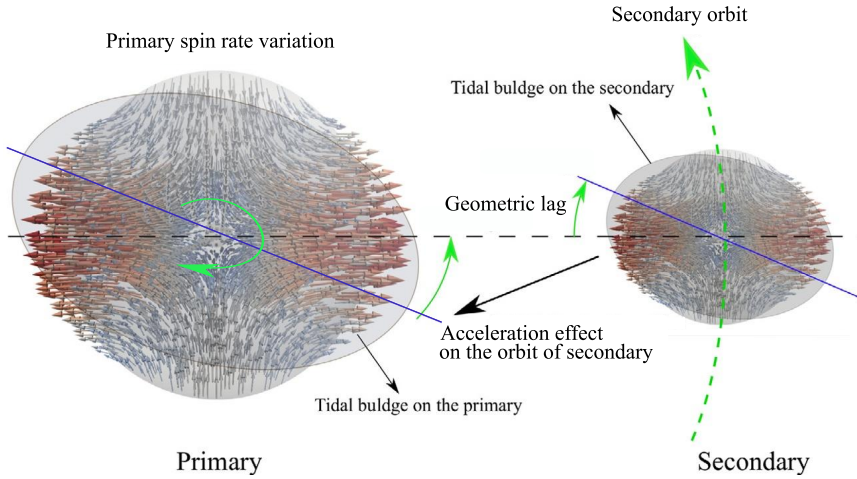 Secondary orbit
Primary spin rate variation
Tidal buldge on the secondary
Geometric lag
Acceleration effect
on the orbit of secondary
Tidal buldge on the primary
Primary
Secondary